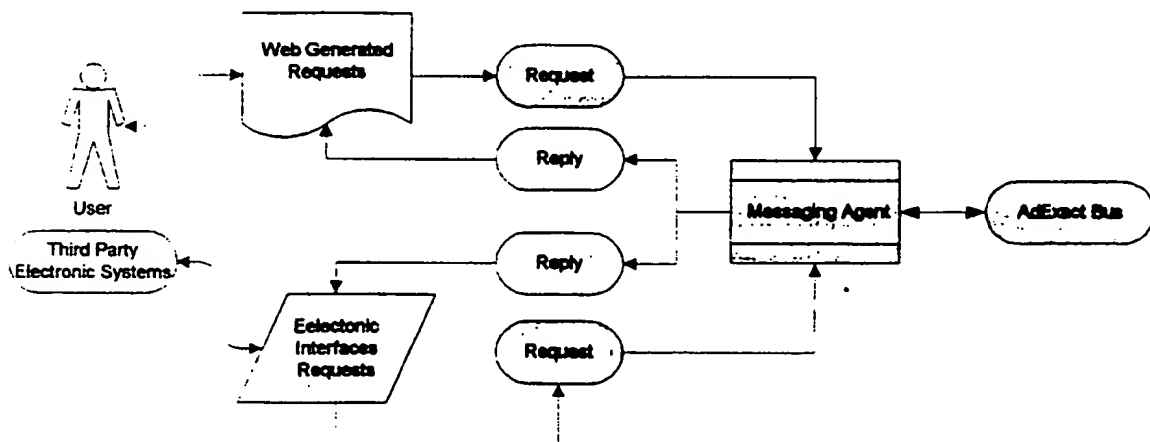 Web Generated
Requests
Request
Reply
User
Messaging Agent
AdExact Bus
Third Party
Electronic Systems
Reply
Eelectonic
Interfaces
Requests
Request